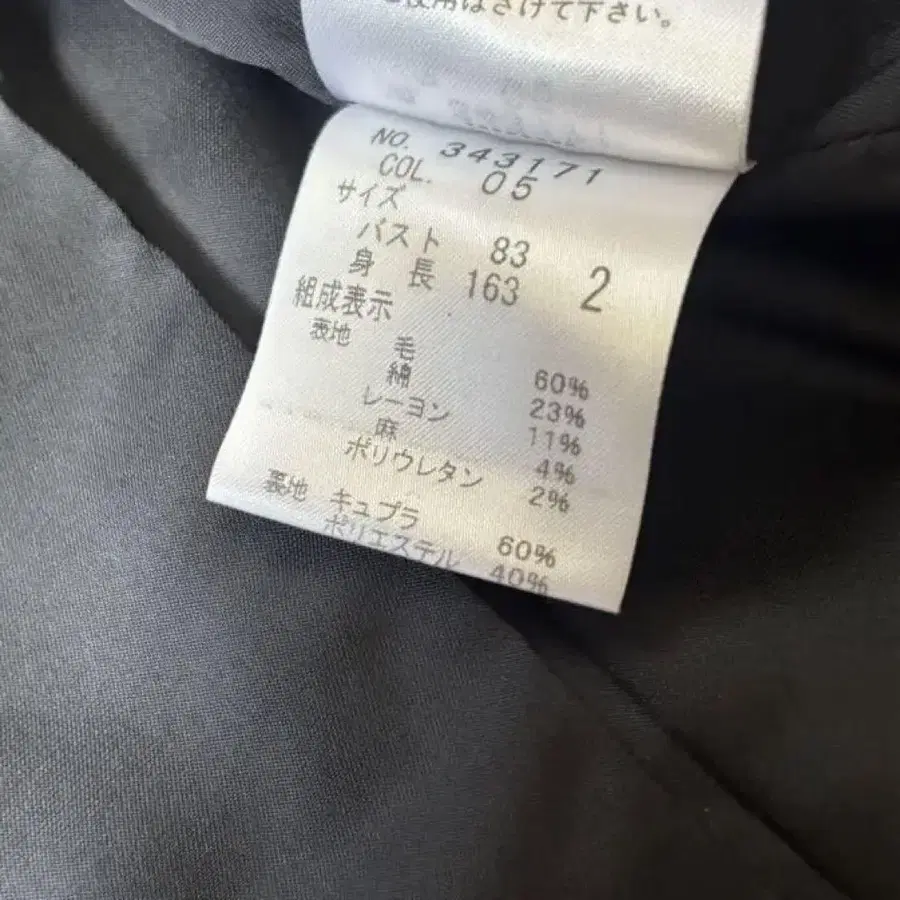 使用はさけて下さい。
NO. 343171
COL. 05
サイズ
バスト 83
身長 163 2
組成表示
表地 毛 60%
綿 23%
レーヨン 11%
麻 4%
ポリウレタン 2%
裏地 キュプラ 60%
ポリエステル 40%